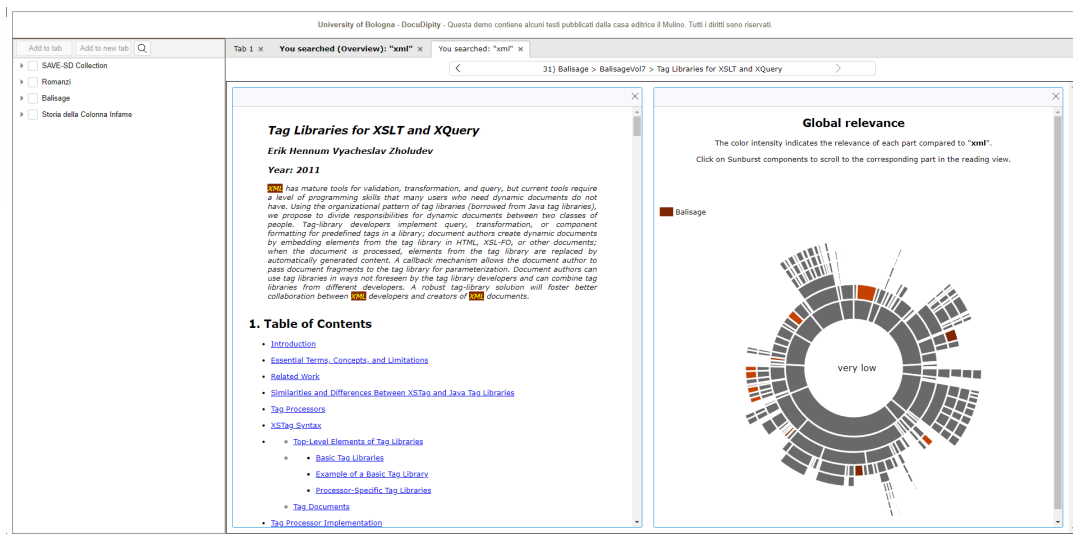 University of Bologna - DocuDipity - Questa demo contiene alcuni testi pubblicati dalla casa editrice il Mulino. Tutti i diritti sono riservati.
Add to tab Add to new tab
SAVE-SD Collection
Romanzi
Balisage
Storia della Colonna Infame
Tab 1 × You searched (Overview): "xml" × You searched: "xml" ×
< 31) Balisage > BalisageVol7 > Tag Libraries for XSLT and XQuery >
Tag Libraries for XSLT and XQuery
Erik Hennum Vyacheslav Zholudev
Year: 2011
XML has mature tools for validation, transformation, and query, but current tools require
a level of programming skills that many users who need dynamic documents do not
have. Using the organizational pattern of tag libraries (borrowed from Java tag libraries),
we propose to divide responsibilities for dynamic documents between two classes of
people. Tag-library developers implement query, transformation, or component
formatting for predefined tags in a library; document authors create dynamic documents
by embedding elements from the tag library in HTML, XSL-FO, or other documents;
when the document is processed, elements from the tag library are replaced by
automatically generated content. A callback mechanism allows the document author to
pass document fragments to the tag library for parameterization. Document authors can
use tag libraries in ways not foreseen by the tag library developers and can combine tag
libraries from different developers. A robust tag-library solution will foster better
collaboration between XML developers and creators of XML documents.
1. Table of Contents
• Introduction
• Essential Terms, Concepts, and Limitations
• Related Work
• Similarities and Differences Between XSTag and Java Tag Libraries
• Tag Processors
• XSTag Syntax
• ∘ Top-Level Elements of Tag Libraries
∘ ▪ Basic Tag Libraries
▪ Example of a Basic Tag Library
▪ Processor-Specific Tag Libraries
∘ Tag Documents
• Tag Processor Implementation
Global relevance
The color intensity indicates the relevance of each part compared to "xml".
Click on Sunburst components to scroll to the corresponding part in the reading view.
Balisage
very low